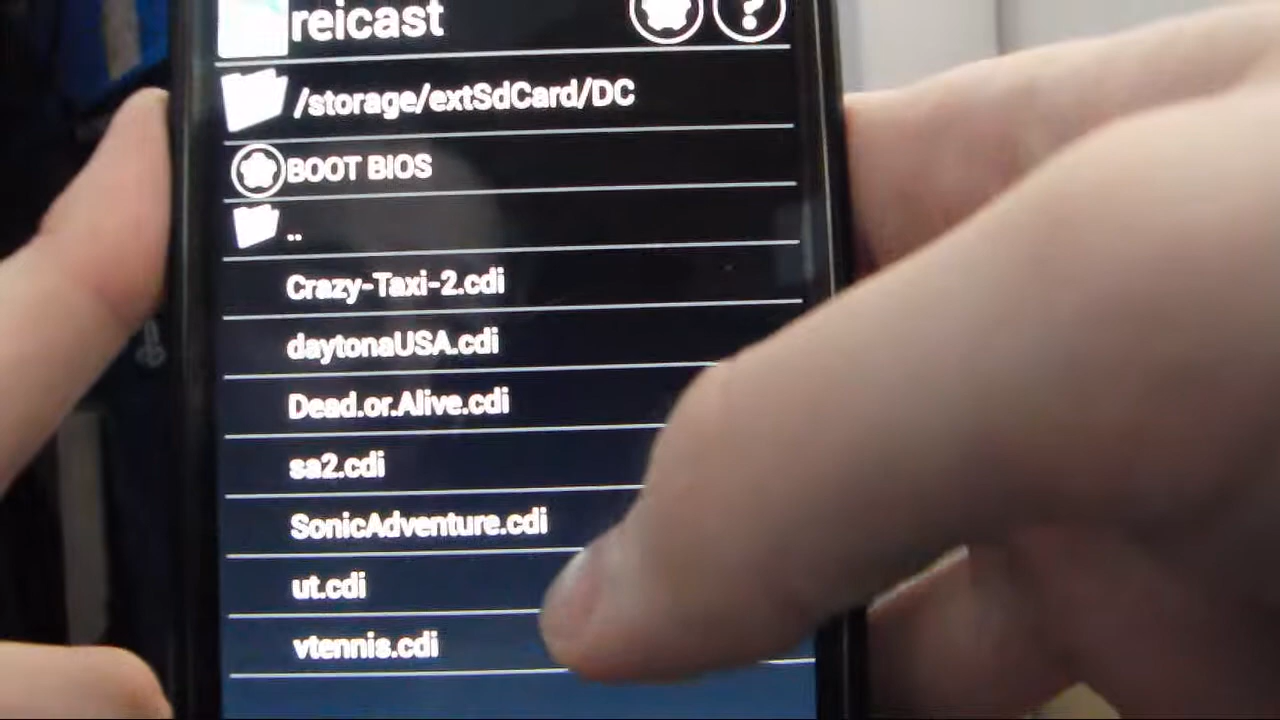 reicast
?
/storage/extSdCard/DC
BOOT BIOS
..
Crazy-Taxi-2.cdi
daytonaUSA.cdi
Dead.or.Alive.cdi
sa2.cdi
SonicAdventure.cdi
ut.cdi
vtennis.cdi